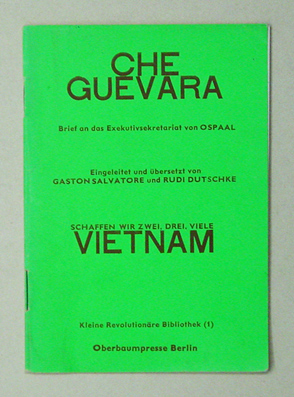 CHE
GUEVARA
Brief an das Exekutivsekretariat von OSPAAL
Eingeleitet und übersetzt von
GASTON SALVATORE und RUDI DUTSCHKE
SCHAFFEN WIR ZWEI, DREI, VIELE
VIETNAM
Kleine Revolutionäre Bibliothek (1)
Oberbaumpresse Berlin